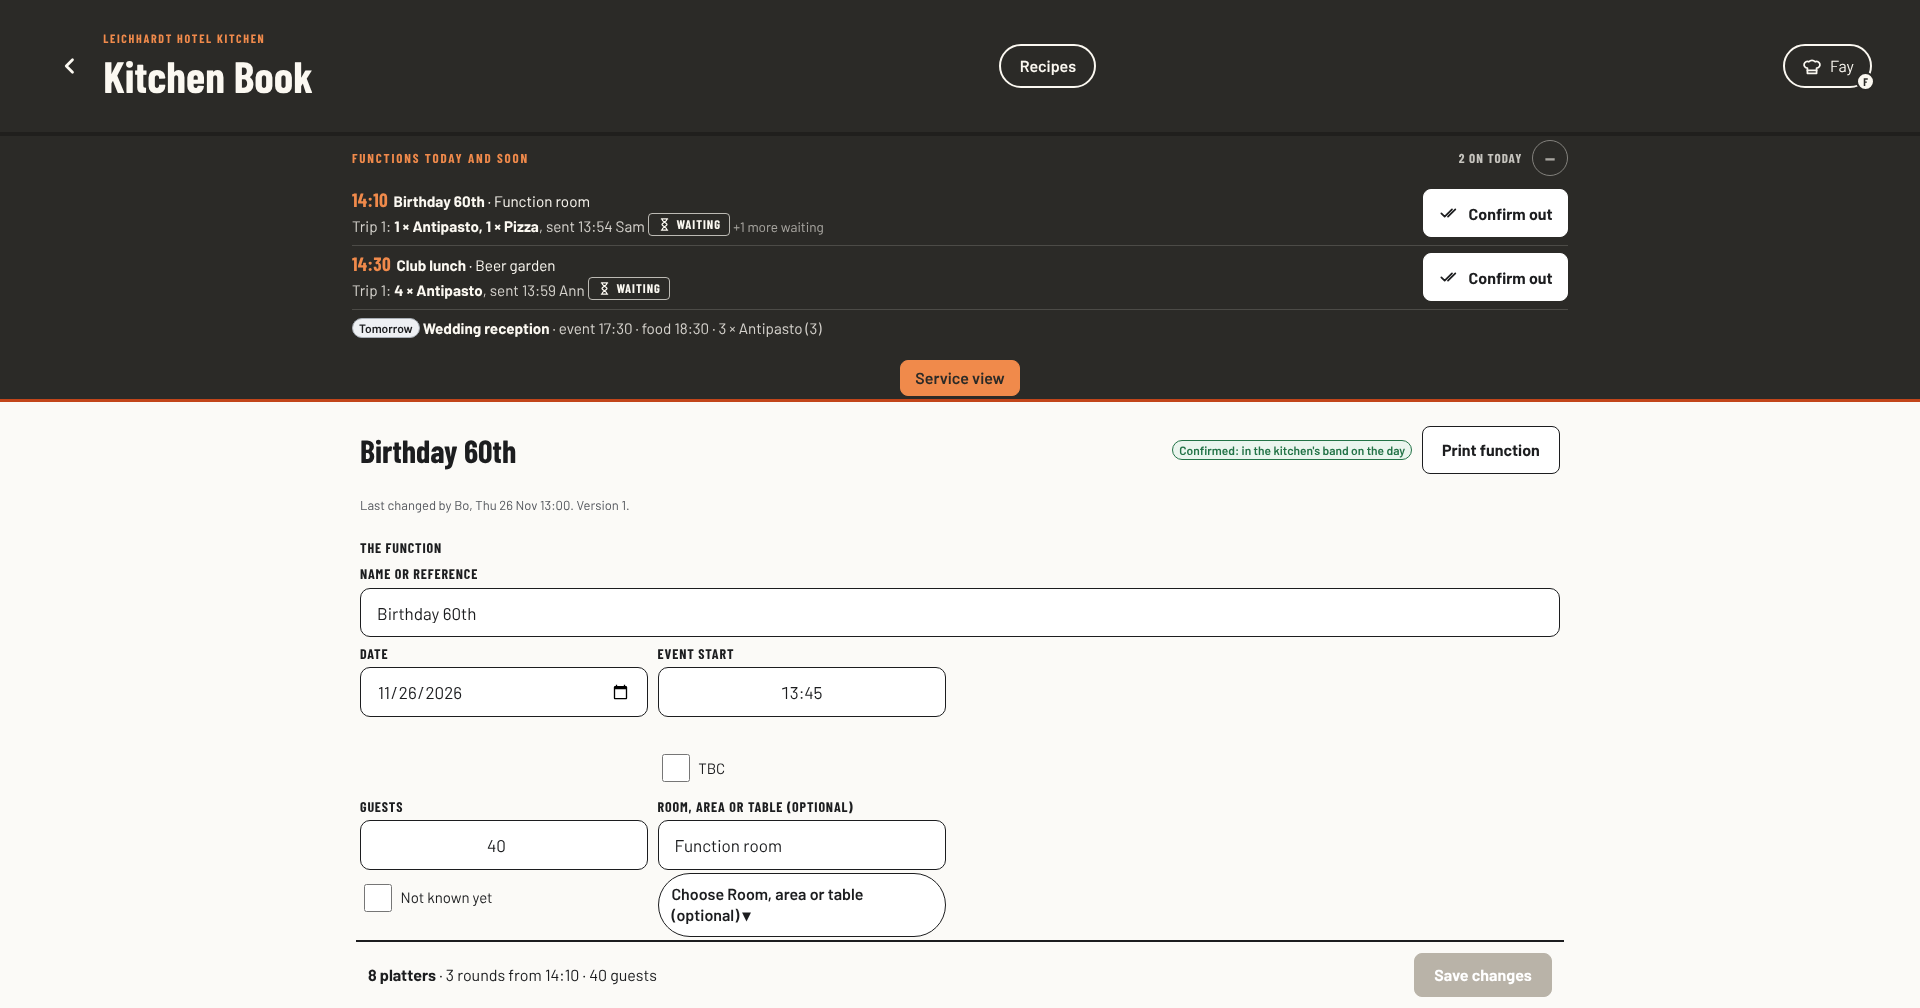 LEICHHARDT HOTEL KITCHEN
Kitchen Book
Recipes
Fay
F
FUNCTIONS TODAY AND SOON
2 ON TODAY
14:10 Birthday 60th · Function room
Trip 1: 1 × Antipasto, 1 × Pizza, sent 13:54 Sam WAITING +1 more waiting
Confirm out
14:30 Club lunch · Beer garden
Trip 1: 4 × Antipasto, sent 13:59 Ann WAITING
Confirm out
Tomorrow Wedding reception · event 17:30 · food 18:30 · 3 × Antipasto (3)
Service view
Birthday 60th
Confirmed: in the kitchen's band on the day
Print function
Last changed by Bo, Thu 26 Nov 13:00. Version 1.
THE FUNCTION
NAME OR REFERENCE
Birthday 60th
DATE
EVENT START
11/26/2026
13:45
TBC
GUESTS
ROOM, AREA OR TABLE (OPTIONAL)
40
Function room
Not known yet
Choose Room, area or table
(optional) ▾
8 platters · 3 rounds from 14:10 · 40 guests
Save changes